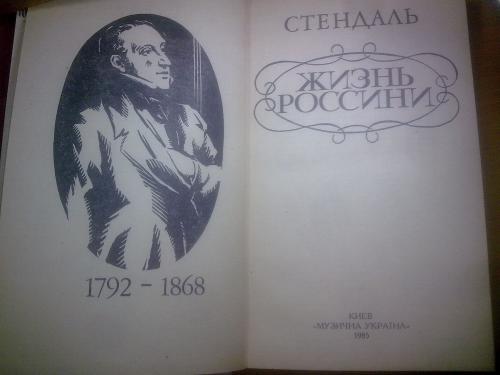 1792 - 1868
СТЕНДАЛЬ
ЖИЗНЬ
РОССИНИ
КИЕВ
«МУЗИЧНА УКРАЇНА»
1985